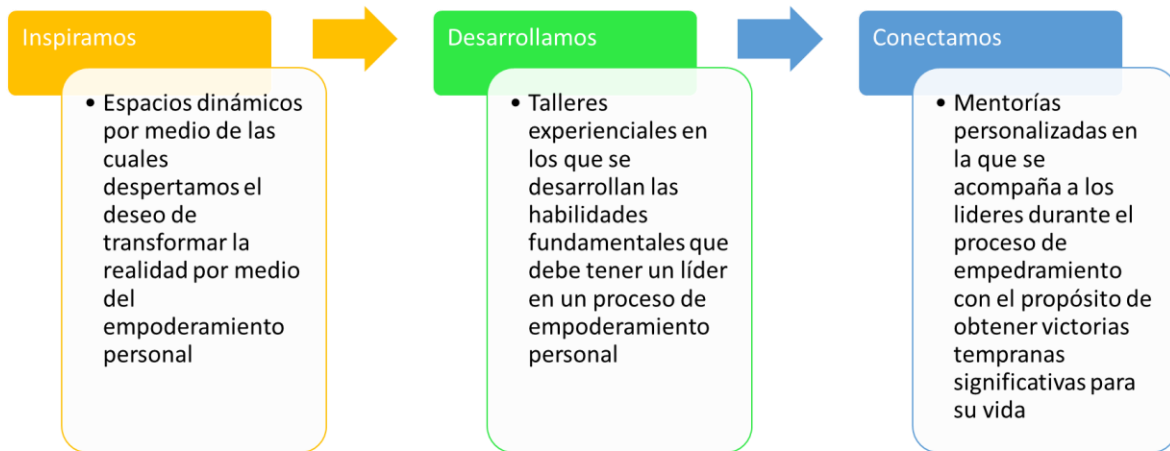 Inspiramos
• Espacios dinámicos
por medio de las
cuales
despertamos el
deseo de
transformar la
realidad por medio
del
empoderamiento
personal
Desarrollamos
• Talleres
experienciales en
los que se
desarrollan las
habilidades
fundamentales que
debe tener un líder
en un proceso de
empoderamiento
personal
Conectamos
• Mentorías
personalizadas en
la que se
acompaña a los
lideres durante el
proceso de
empedramiento
con el propósito de
obtener victorias
tempranas
significativas para
su vida